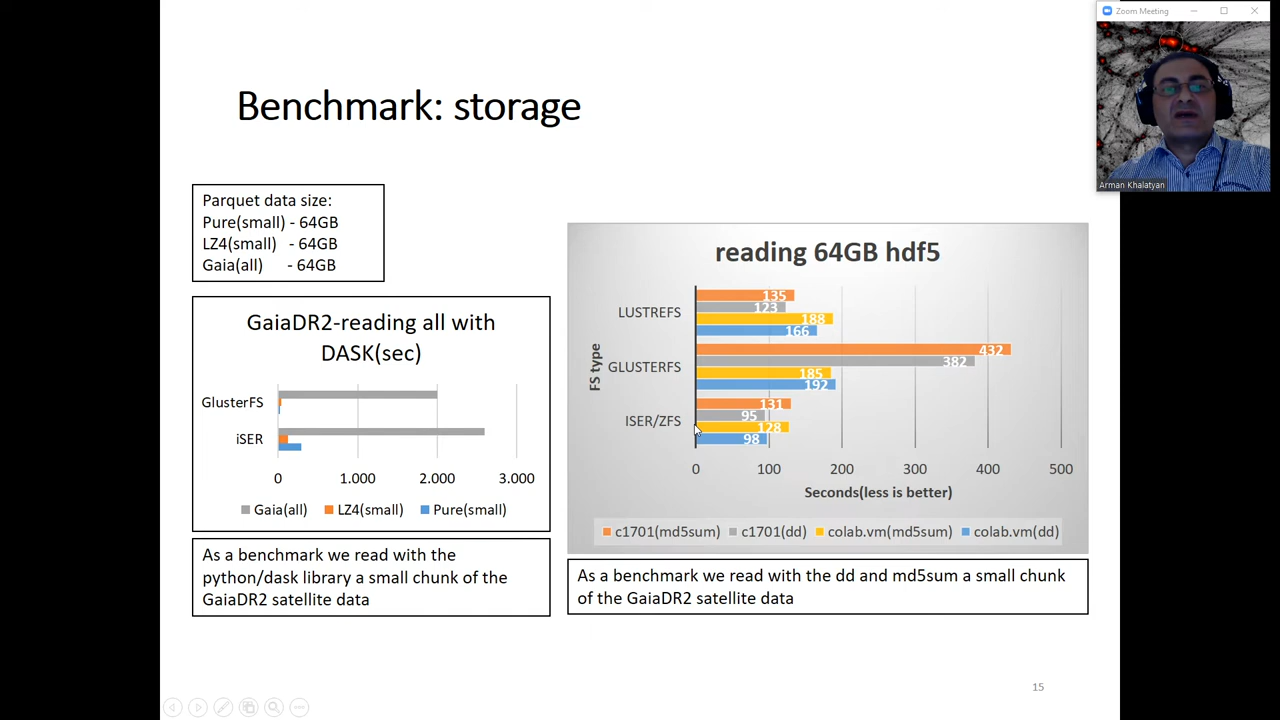 Zoom Meeting
Arman Khalatyan
Benchmark: storage
Parquet data size:
Pure(small) - 64GB
LZ4(small) - 64GB
Gaia(all) - 64GB
GaiaDR2-reading all with
DASK(sec)
GlusterFS
iSER
0 1.000 2.000 3.000
Gaia(all) LZ4(small) Pure(small)
As a benchmark we read with the
python/dask library a small chunk of the
GaiaDR2 satellite data
reading 64GB hdf5
FS type
LUSTREFS
135
123
188
166
GLUSTERFS
432
382
185
192
ISER/ZFS
131
95
128
98
0 100 200 300 400 500
Seconds(less is better)
c1701(md5sum) c1701(dd) colab.vm(md5sum) colab.vm(dd)
As a benchmark we read with the dd and md5sum a small chunk
of the GaiaDR2 satellite data
15